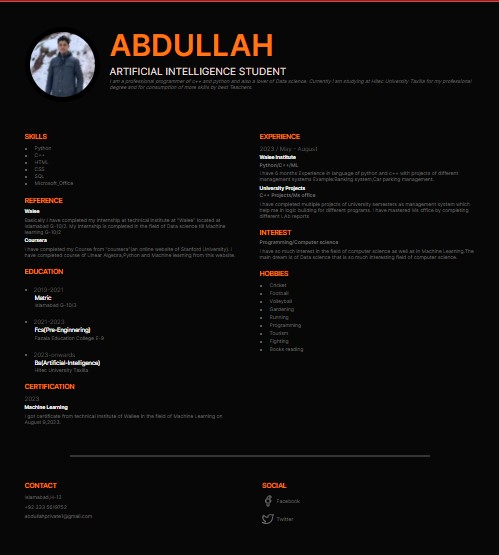 ABDULLAH
ARTIFICIAL INTELLIGENCE STUDENT
I am a professional programmer of c++ and python and also a lover of Data science. Currently I am studying at Hitec University Taxilla for my professional
degree and for consumption of more skills by best Teachers.
SKILLS
Python
C++
HTML
CSS
SQL
Microsoft_Office
REFERENCE
Walee
Basically I have completed my internship at technical institute at "Walee" located at
Islamabad G-10/2. My Internship is completed in the field of Data science till Machine
learning G-10/2
Coursera
I have completed my Course from "coursera"(an online website of Stanford University). I
have completed course of Linear Algebra,Python and Machine learning from this website.
EDUCATION
2019-2021
Matric
Islamabad G-10/3
2021-2023
Fcs(Pre-Enginnering)
Fazaia Education College E-9
2023-onwards
Bs(Artificial-Intelligence)
Hitec University Taxilla
CERTIFICATION
2023
Machine Learning
I got certificate from technical Institute of Walee in the field of Machine Learning on
August 9,2023.
EXPERIENCE
2023 / May - August
Walee Institute
Python/C++/ML
I have 6 months Experience in language of python and c++ with projects of different
management systems.Example:Banking system,Car parking management.
University Projects
C++ Projects/Ms office
I have completed multiple projects of university semesters as management system which
help me in logic building for different programs. I have mastered Ms office by completing
different Lab reports
INTEREST
Programming/Computer science
I have so much interest in the field of computer science as well as in Machine Learning.The
main dream is of Data science that is so much interesting field of computer science.
HOBBIES
Cricket
Football
Volleyball
Gardening
Running
Programming
Tourism
Fighting
Books reading
CONTACT
Islamabad,I4-13
+92 333
@gmail.com
SOCIAL
Facebook
Twitter